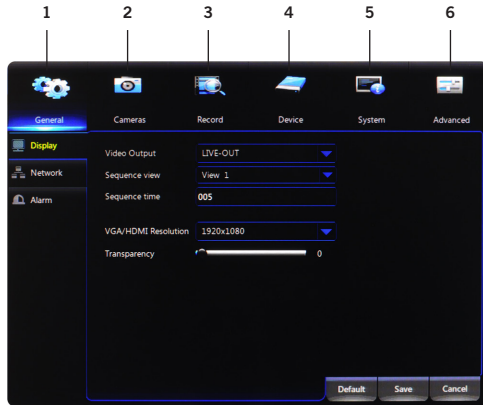 1 2 3 4 5 6
General Cameras Record Device System Advanced
Display
Network
Alarm
Video Output LIVE-OUT
Sequence view View 1
Sequence time 005
VGA/HDMI Resolution 1920x1080
Transparency 0
Default Save Cancel